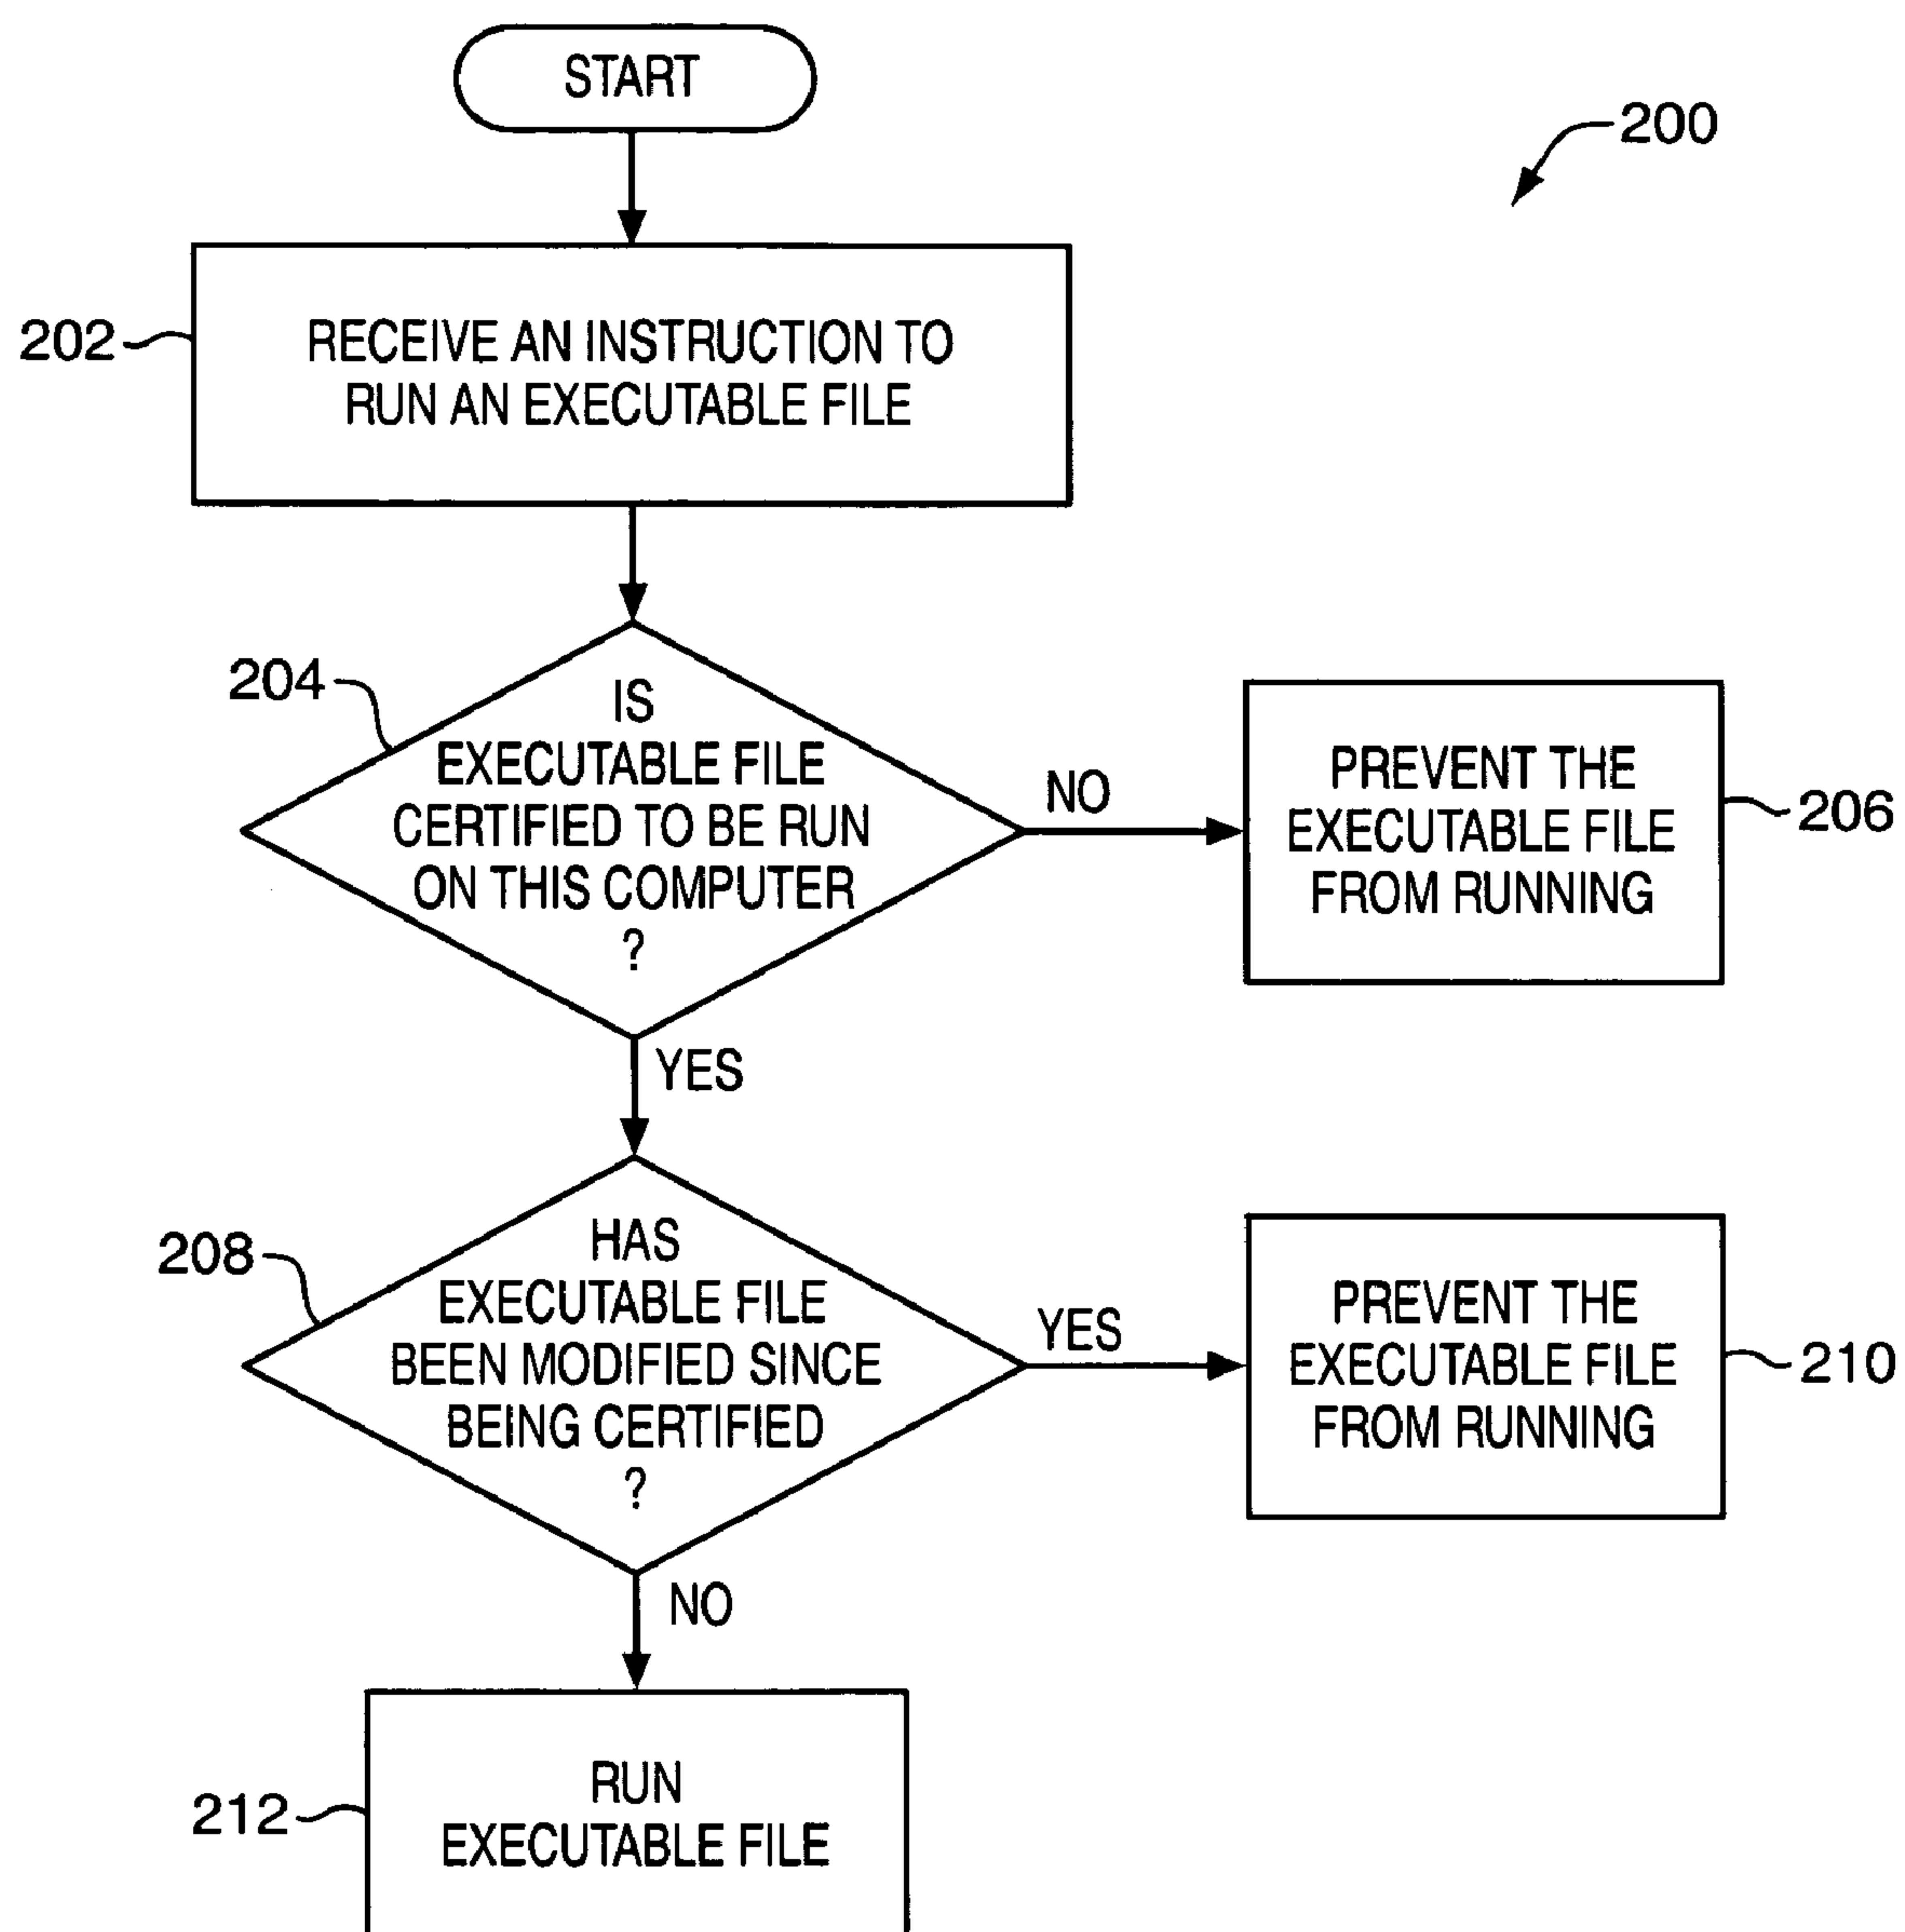 START
200
202
RECEIVE AN INSTRUCTION TO
RUN AN EXECUTABLE FILE
204
IS
EXECUTABLE FILE
CERTIFIED TO BE RUN
ON THIS COMPUTER
?
NO
PREVENT THE
EXECUTABLE FILE
FROM RUNNING
206
YES
208
HAS
EXECUTABLE FILE
BEEN MODIFIED SINCE
BEING CERTIFIED
?
YES
PREVENT THE
EXECUTABLE FILE
FROM RUNNING
210
NO
212
RUN
EXECUTABLE FILE